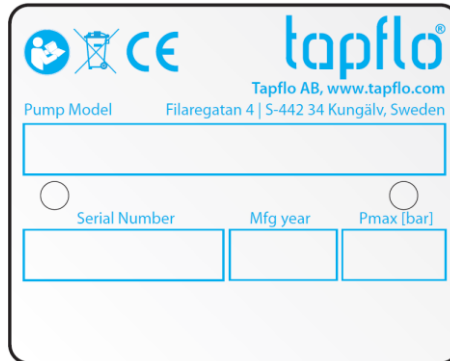 CE tapflo®
Tapflo AB, www.tapflo.com
Pump Model Filaregatan 4 | S-442 34 Kungälv, Sweden
Serial Number Mfg year Pmax [bar]